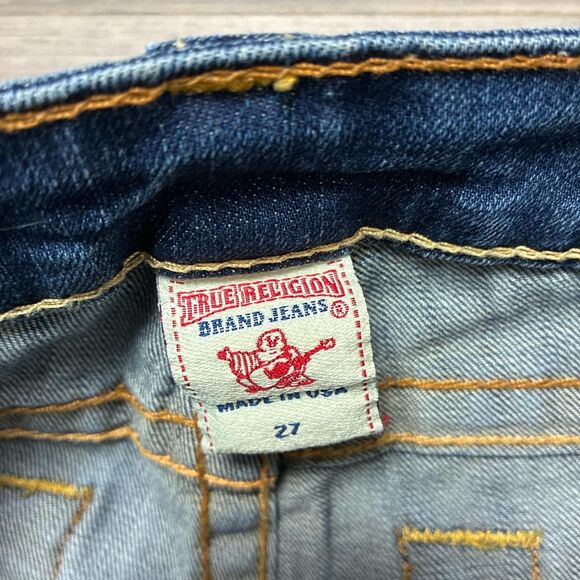 TRUE RELIGION
BRAND JEANS ®
MADE IN USA
27